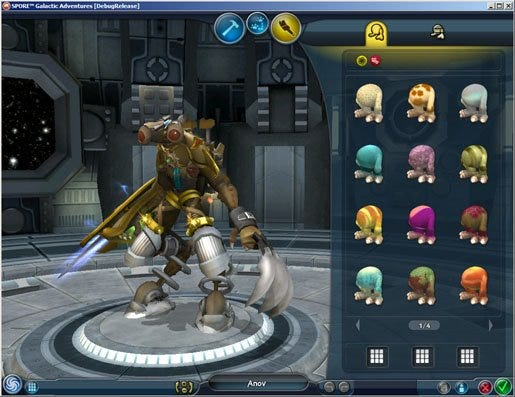 SPORE™ Galactic Adventures [DebugRelease]
1/4
Anov